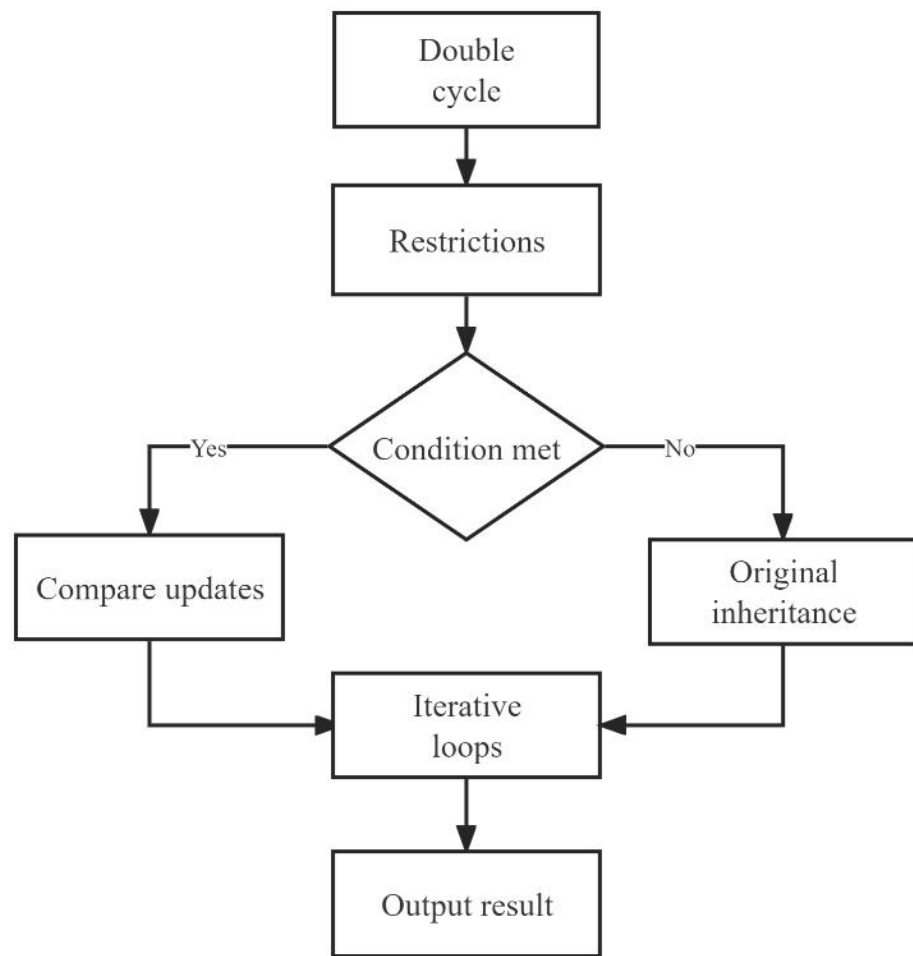 Double
cycle
Restrictions
Yes
Condition met
No
Compare updates
Original
inheritance
Iterative
loops
Output result